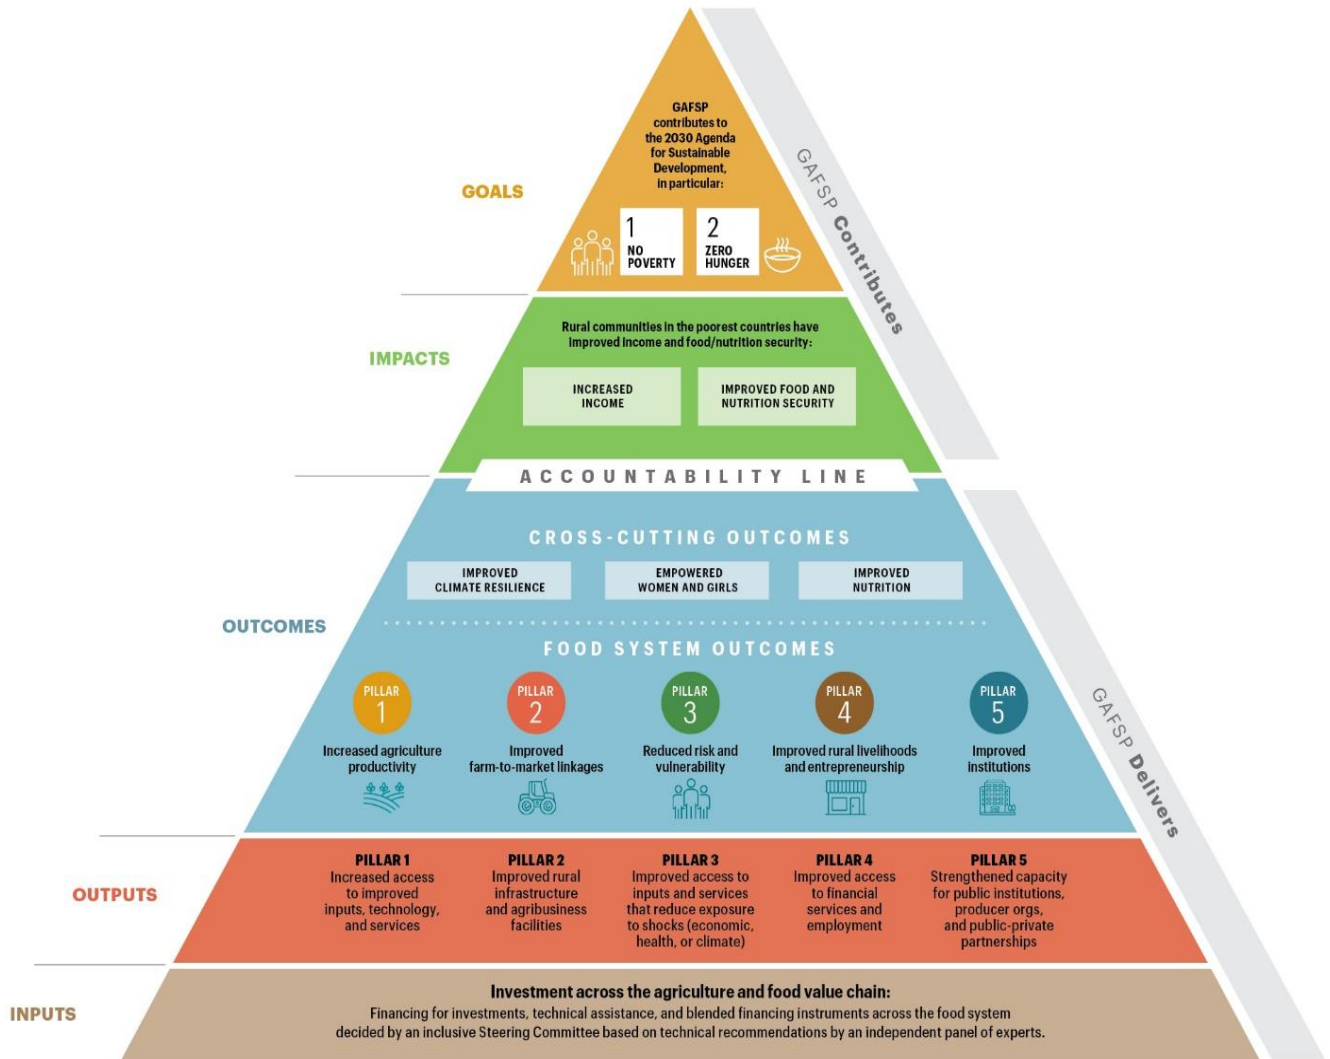 GAFSP
contributes to
the 2030 Agenda
for Sustainable
Development,
in particular:
GOALS
1
NO
POVERTY
2
ZERO
HUNGER
GAFSP Contributes
IMPACTS
Rural communities in the poorest countries have
improved income and food/nutrition security:
INCREASED
INCOME
IMPROVED FOOD AND
NUTRITION SECURITY
ACCOUNTABILITY LINE
CROSS-CUTTING OUTCOMES
IMPROVED
CLIMATE RESILIENCE
EMPOWERED
WOMEN AND GIRLS
IMPROVED
NUTRITION
OUTCOMES
FOOD SYSTEM OUTCOMES
PILLAR
1
Increased agriculture
productivity
PILLAR
2
Improved
farm-to-market linkages
PILLAR
3
Reduced risk and
vulnerability
PILLAR
4
Improved rural livelihoods
and entrepreneurship
PILLAR
5
Improved
institutions
GAFSP Delivers
OUTPUTS
PILLAR 1
Increased access
to improved
inputs, technology,
and services
PILLAR 2
Improved rural
infrastructure
and agribusiness
facilities
PILLAR 3
Improved access to
inputs and services
that reduce exposure
to shocks (economic,
health, or climate)
PILLAR 4
Improved access
to financial
services and
employment
PILLAR 5
Strengthened capacity
for public institutions,
producer orgs,
and public-private
partnerships
INPUTS
Investment across the agriculture and food value chain:
Financing for investments, technical assistance, and blended financing instruments across the food system
decided by an inclusive Steering Committee based on technical recommendations by an independent panel of experts.